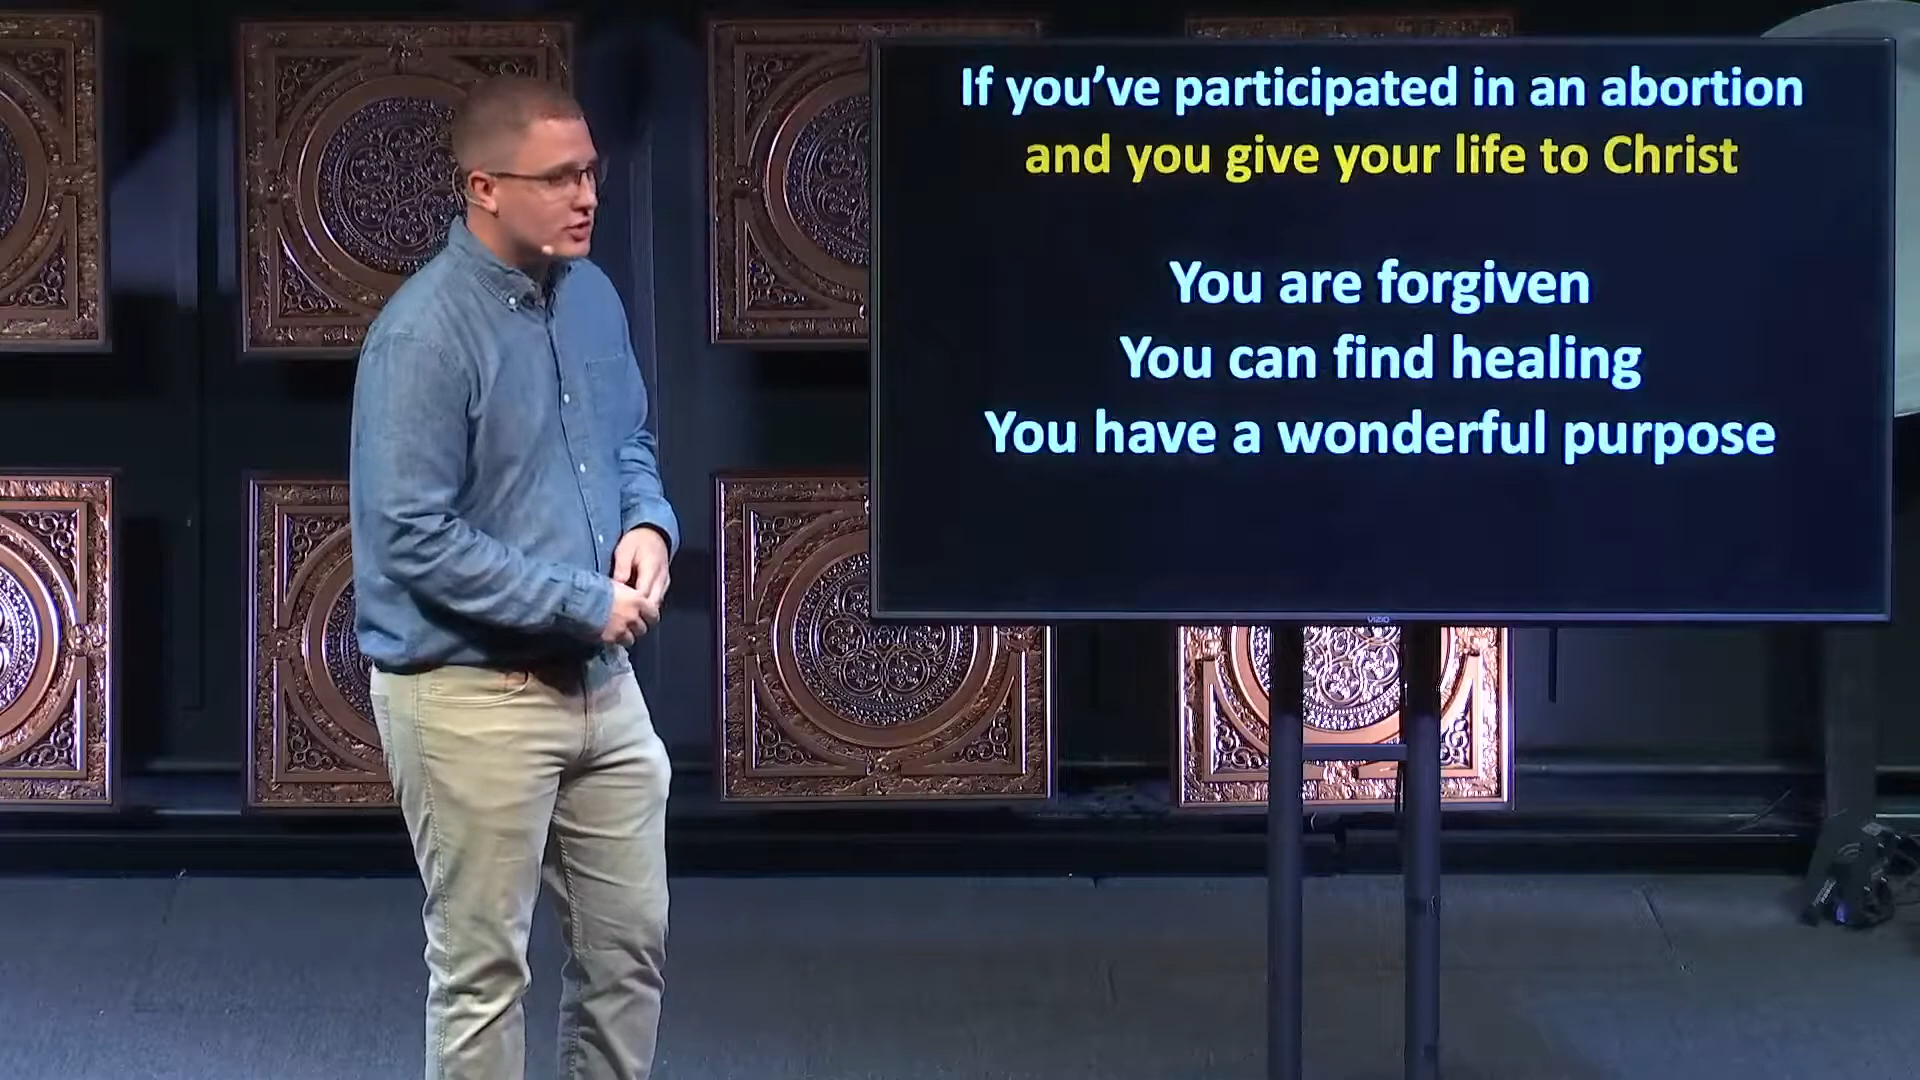 If you’ve participated in an abortion
and you give your life to Christ
You are forgiven
You can find healing
You have a wonderful purpose
VIZIO